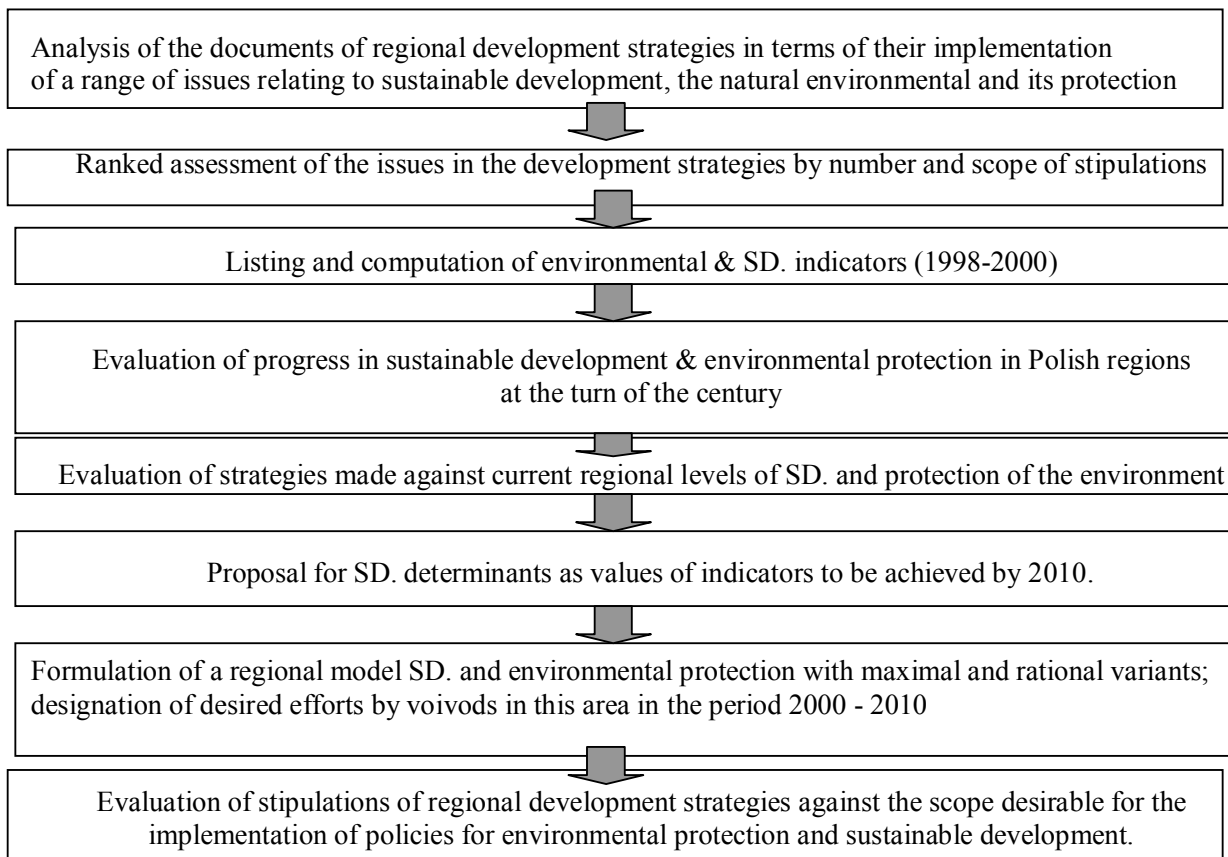 Analysis of the documents of regional development strategies in terms of their implementation
of a range of issues relating to sustainable development, the natural environmental and its protection
Ranked assessment of the issues in the development strategies by number and scope of stipulations
Listing and computation of environmental & SD. indicators (1998-2000)
Evaluation of progress in sustainable development & environmental protection in Polish regions
at the turn of the century
Evaluation of strategies made against current regional levels of SD. and protection of the environment
Proposal for SD. determinants as values of indicators to be achieved by 2010.
Formulation of a regional model SD. and environmental protection with maximal and rational variants;
designation of desired efforts by voivods in this area in the period 2000 - 2010
Evaluation of stipulations of regional development strategies against the scope desirable for the
implementation of policies for environmental protection and sustainable development.